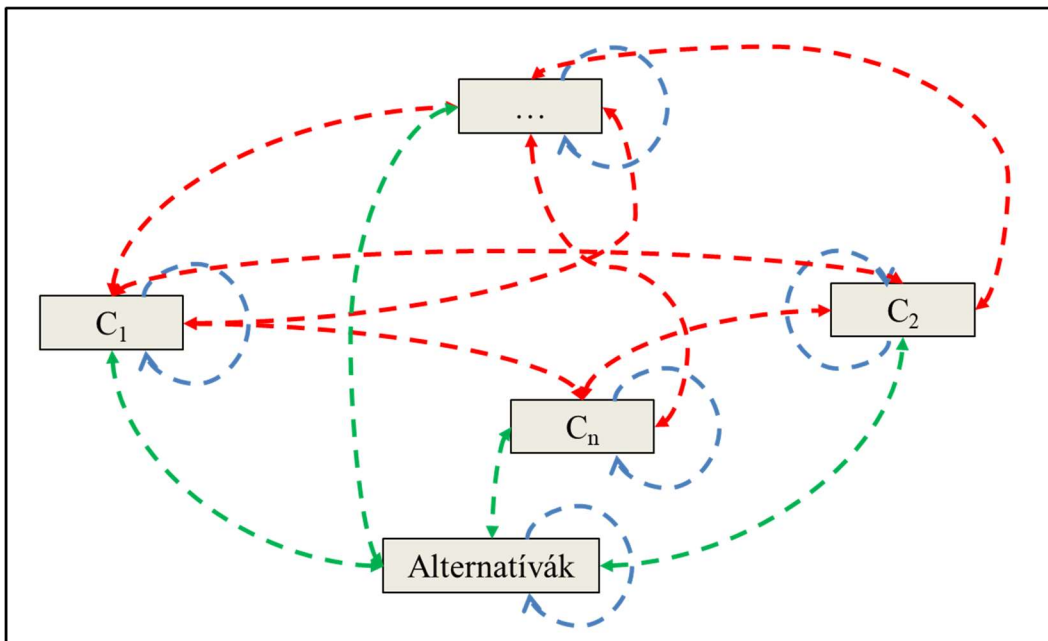 …
C₁
C₂
Cₙ
Alternatívák